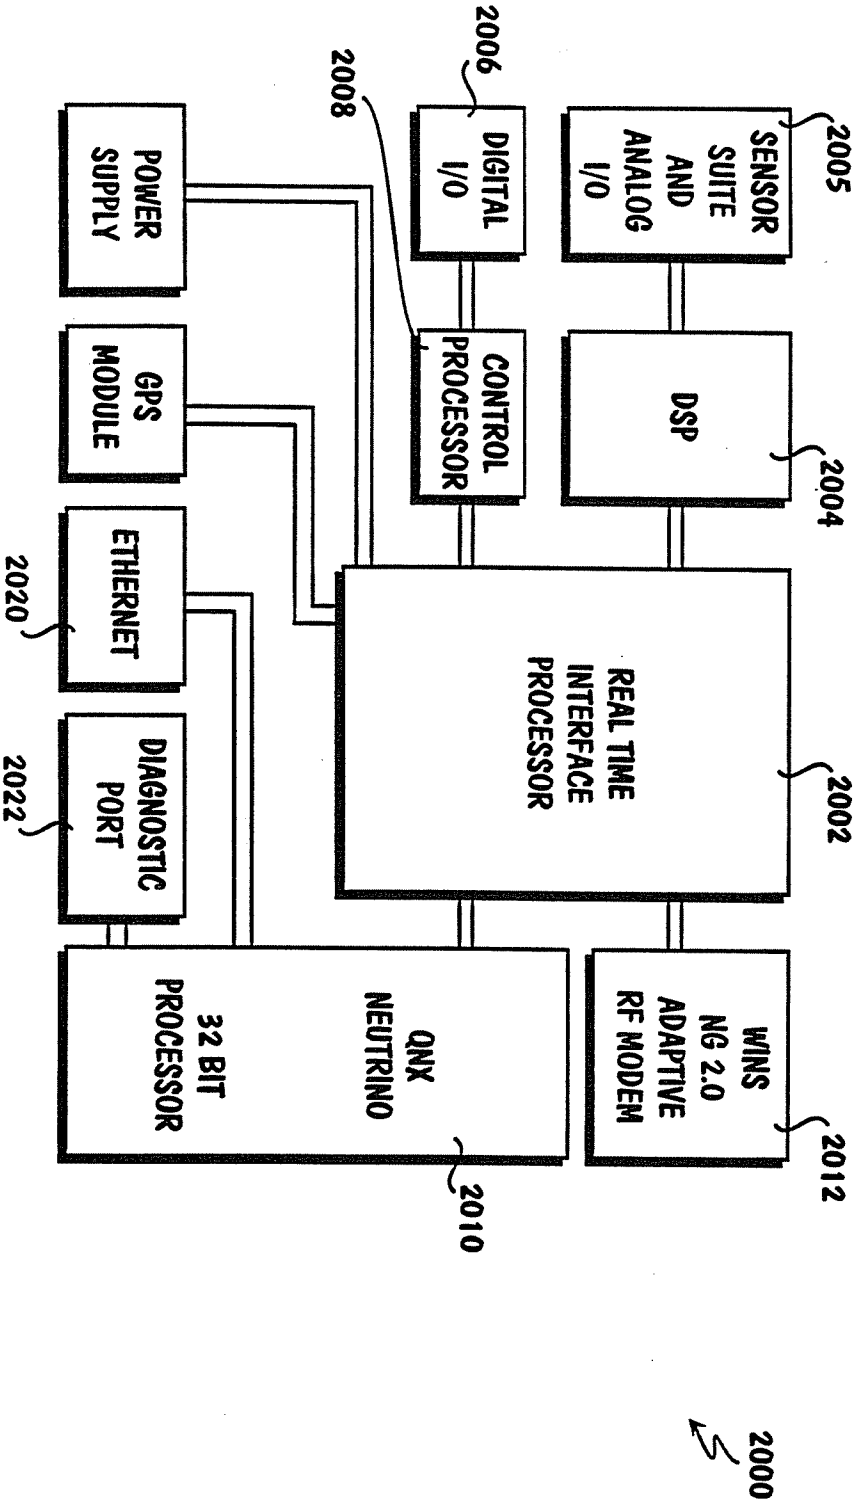 2005
SENSOR
SUITE
AND
ANALOG
I/O
DSP
2004
REAL TIME
INTERFACE
PROCESSOR
2002
WINS
NG 2.0
ADAPTIVE
RF MODEM
2012
2006
DIGITAL
I/O
2008
CONTROL
PROCESSOR
QNX
NEUTRINO
32 BIT
PROCESSOR
2010
POWER
SUPPLY
GPS
MODULE
ETHERNET
2020
DIAGNOSTIC
PORT
2022
2000